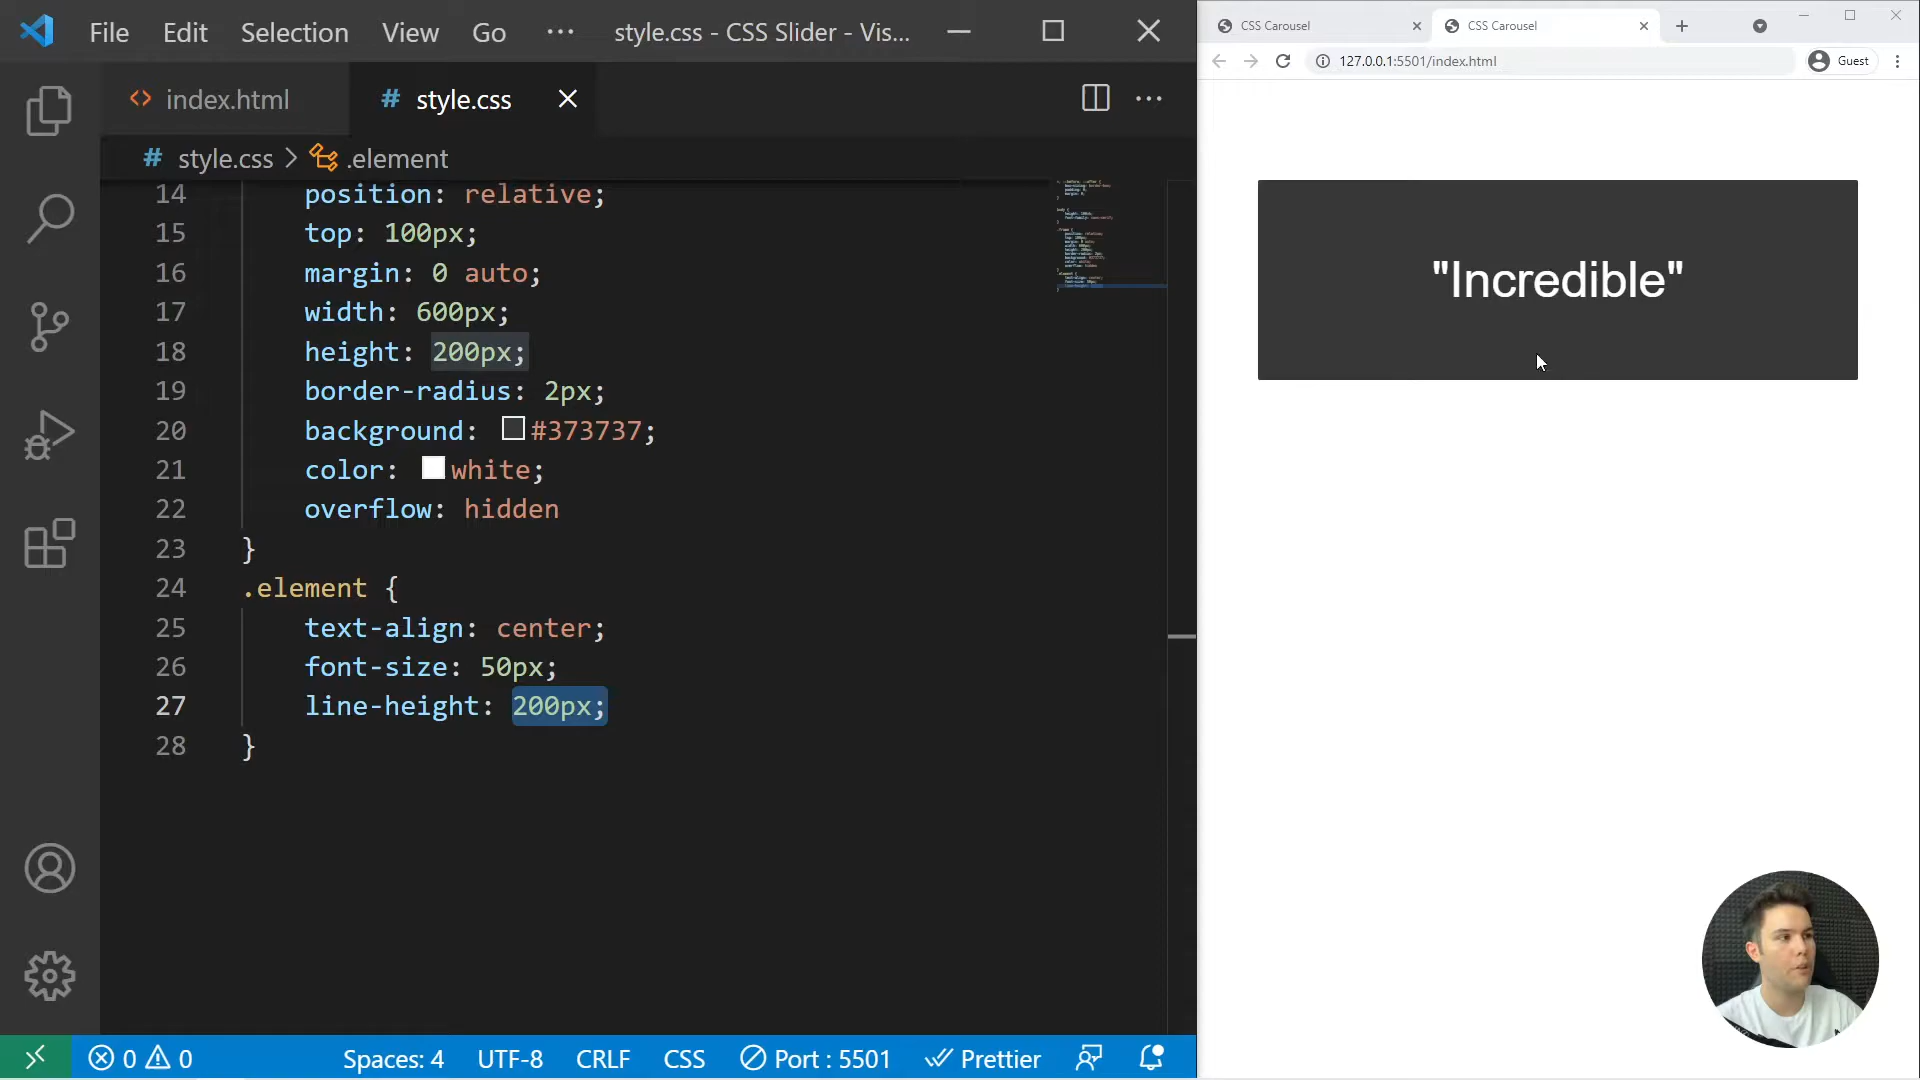 File Edit Selection View Go ··· style.css - CSS Slider - Vis...
index.html
# style.css
# style.css > .element
14 position: relative;
15 top: 100px;
16 margin: 0 auto;
17 width: 600px;
18 height: 200px;
19 border-radius: 2px;
20 background: #373737;
21 color: white;
22 overflow: hidden
23 }
24 .element {
25 text-align: center;
26 font-size: 50px;
27 line-height: 200px;
28 }
0 0 Spaces: 4 UTF-8 CRLF CSS Port : 5501 Prettier
CSS Carousel
CSS Carousel
127.0.0.1:5501/index.html
Guest
"Incredible"